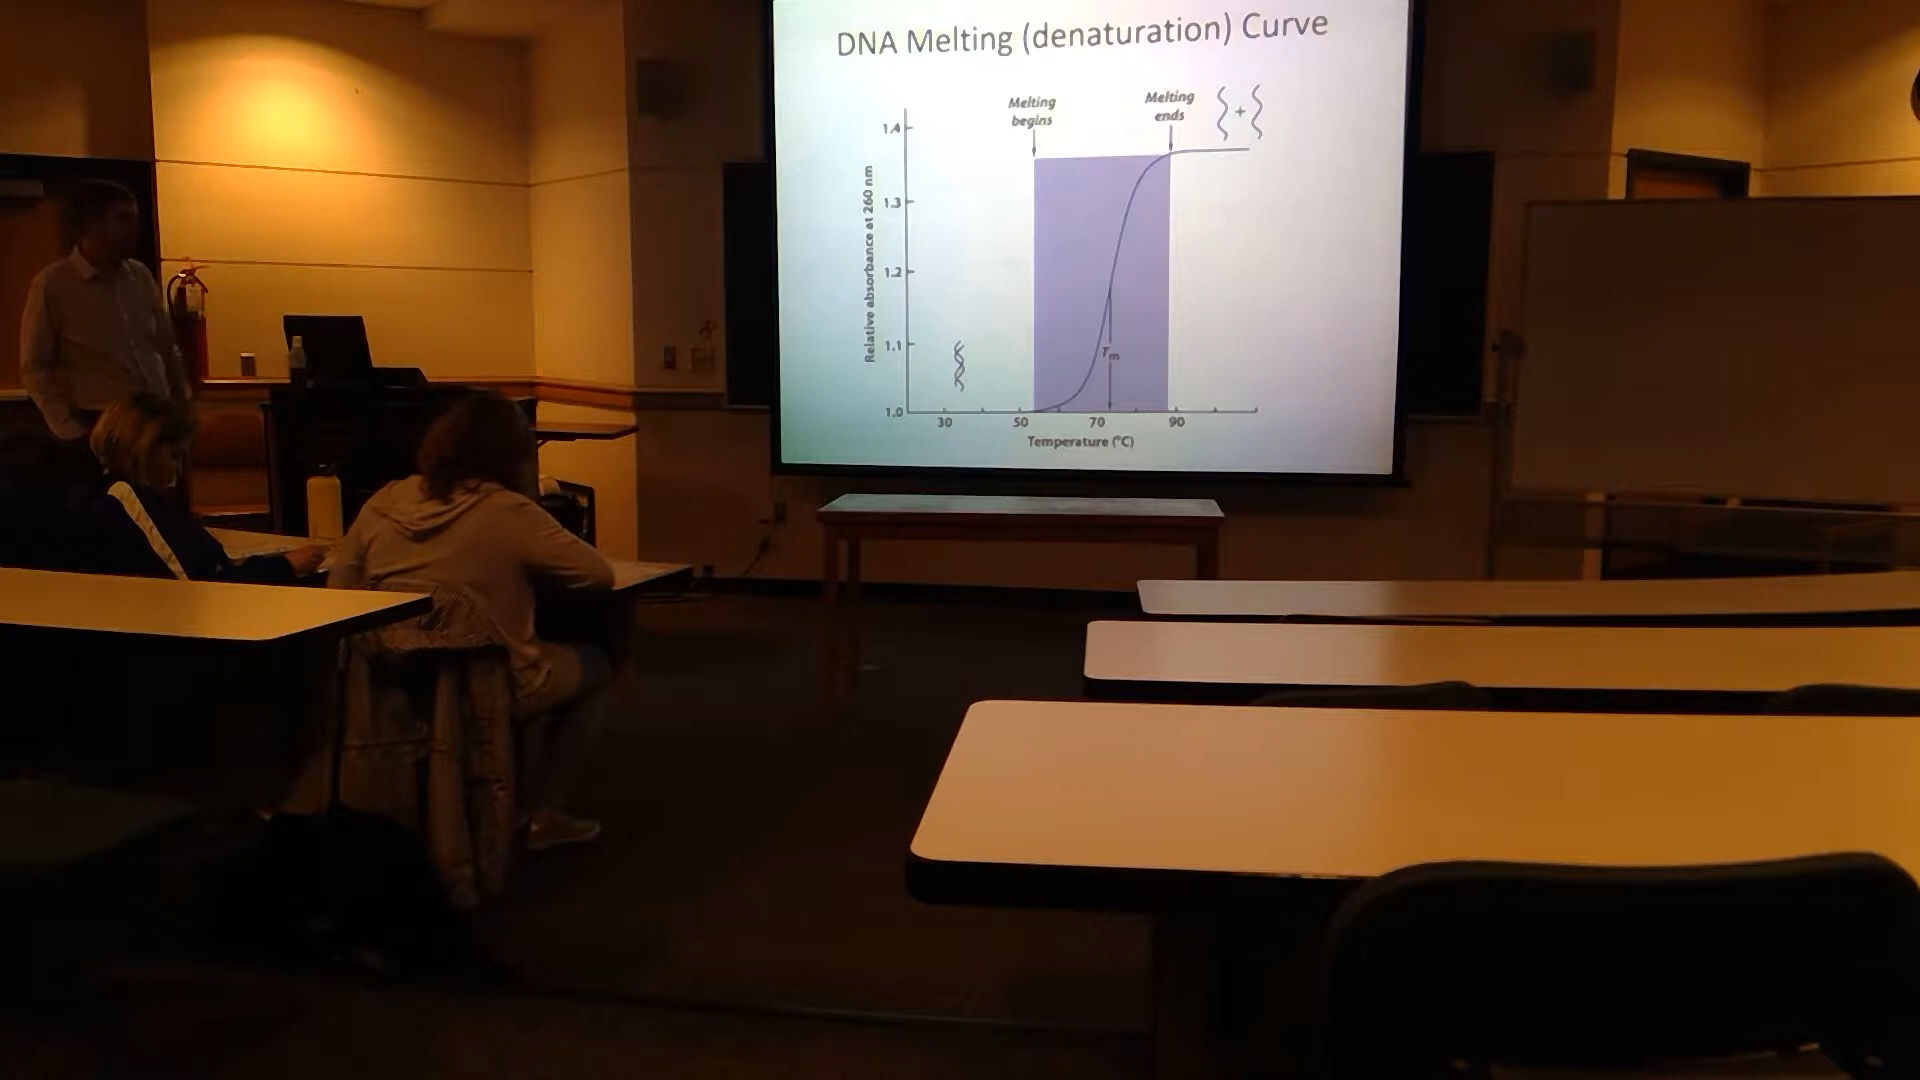 DNA Melting (denaturation) Curve
Melting
begins
Melting
ends
+
1.4
1.3
1.2
1.1
1.0
Relative absorbance at 260 nm
Tm
30 50 70 90
Temperature (°C)